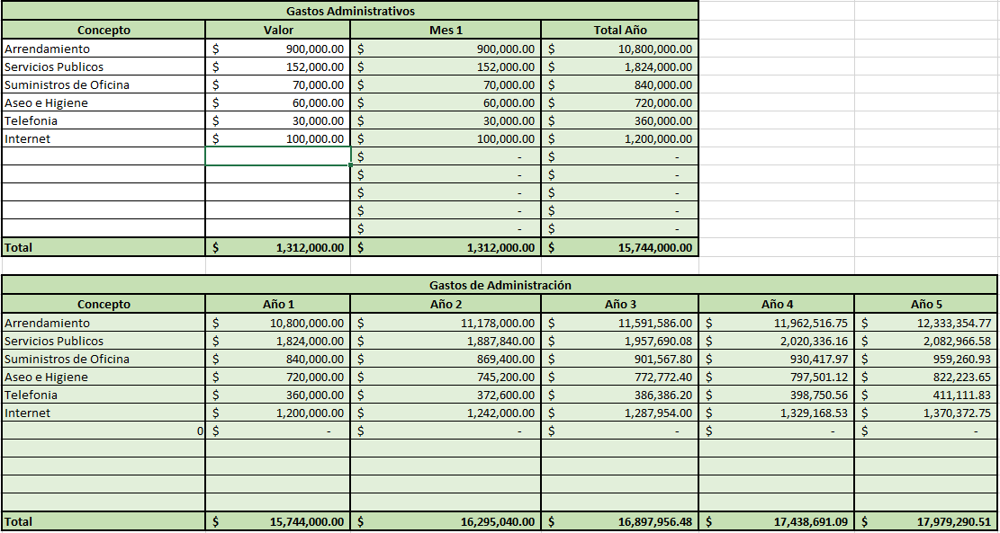 Gastos Administrativos
Concepto Valor Mes 1 Total Año
Arrendamiento $ 900,000.00 $ 900,000.00 $ 10,800,000.00
Servicios Publicos $ 152,000.00 $ 152,000.00 $ 1,824,000.00
Suministros de Oficina $ 70,000.00 $ 70,000.00 $ 840,000.00
Aseo e Higiene $ 60,000.00 $ 60,000.00 $ 720,000.00
Telefonia $ 30,000.00 $ 30,000.00 $ 360,000.00
Internet $ 100,000.00 $ 100,000.00 $ 1,200,000.00
$ - $ -
$ - $ -
$ - $ -
$ - $ -
$ - $ -
Total $ 1,312,000.00 $ 1,312,000.00 $ 15,744,000.00
Gastos de Administración
Concepto Año 1 Año 2 Año 3 Año 4 Año 5
Arrendamiento $ 10,800,000.00 $ 11,178,000.00 $ 11,591,586.00 $ 11,962,516.75 $ 12,333,354.77
Servicios Publicos $ 1,824,000.00 $ 1,887,840.00 $ 1,957,690.08 $ 2,020,336.16 $ 2,082,966.58
Suministros de Oficina $ 840,000.00 $ 869,400.00 $ 901,567.80 $ 930,417.97 $ 959,260.93
Aseo e Higiene $ 720,000.00 $ 745,200.00 $ 772,772.40 $ 797,501.12 $ 822,223.65
Telefonia $ 360,000.00 $ 372,600.00 $ 386,386.20 $ 398,750.56 $ 411,111.83
Internet $ 1,200,000.00 $ 1,242,000.00 $ 1,287,954.00 $ 1,329,168.53 $ 1,370,372.75
0 $ - $ - $ - $ - $ -
Total $ 15,744,000.00 $ 16,295,040.00 $ 16,897,956.48 $ 17,438,691.09 $ 17,979,290.51